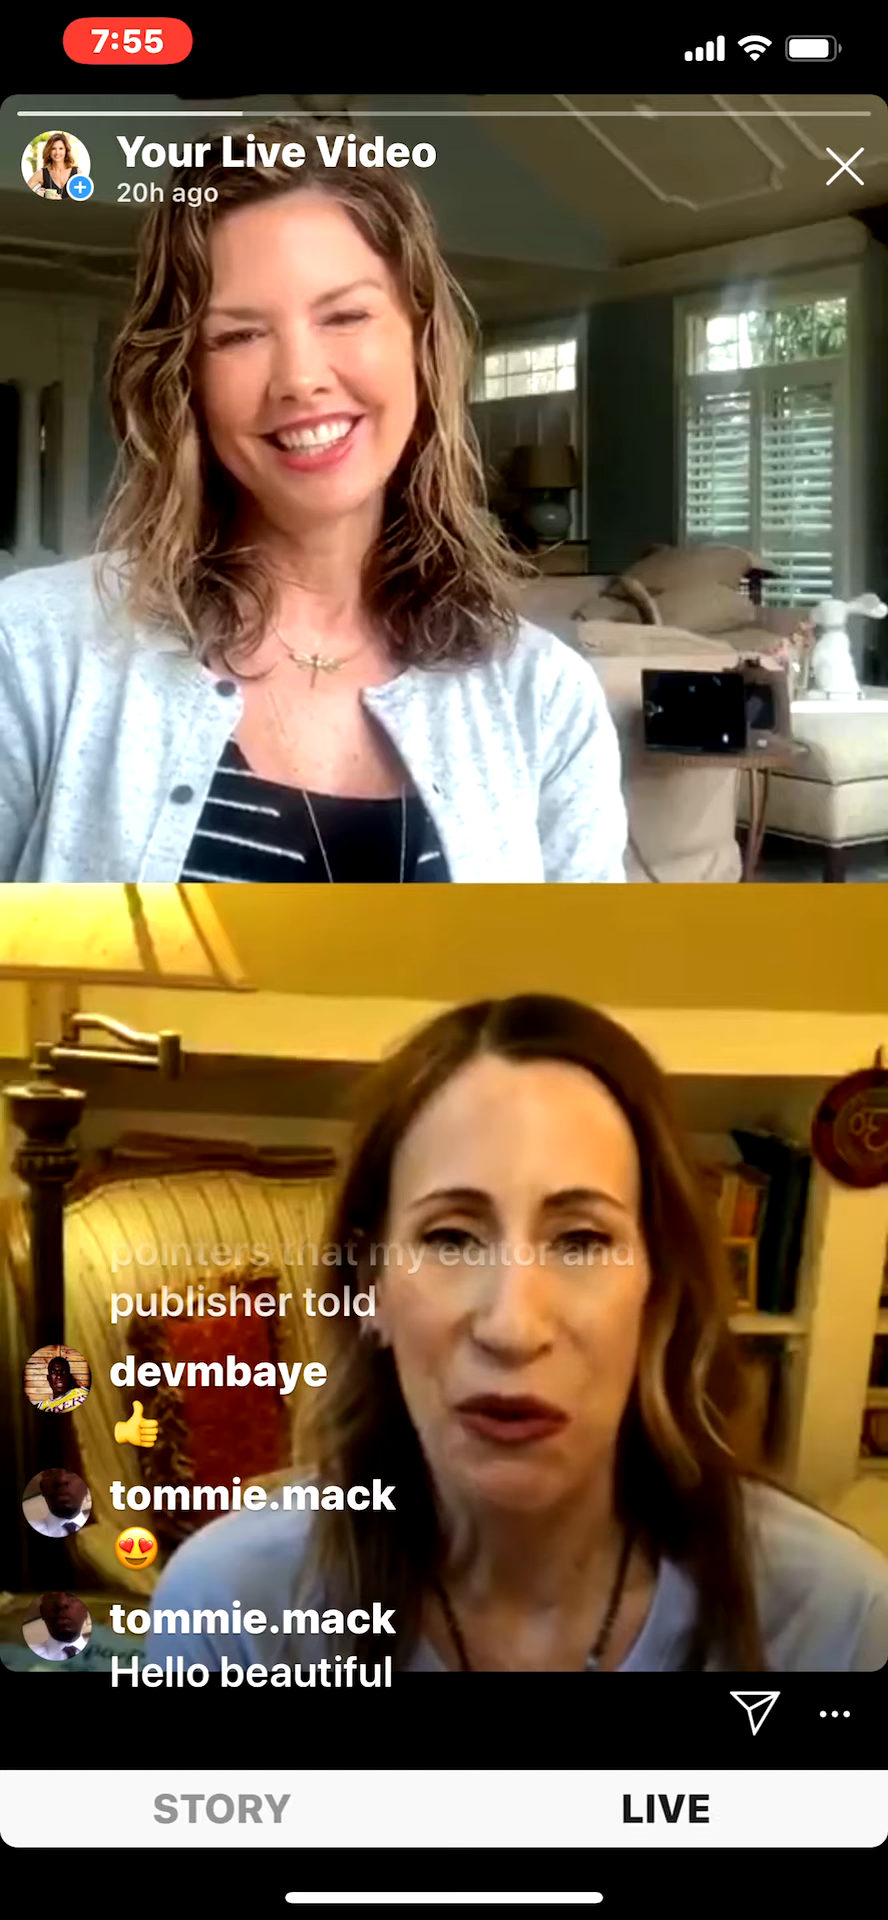 7:55
Your Live Video
20h ago
pointers that my editor and
publisher told
devmbaye
👍
tommie.mack
😍
tommie.mack
Hello beautiful
STORY
LIVE